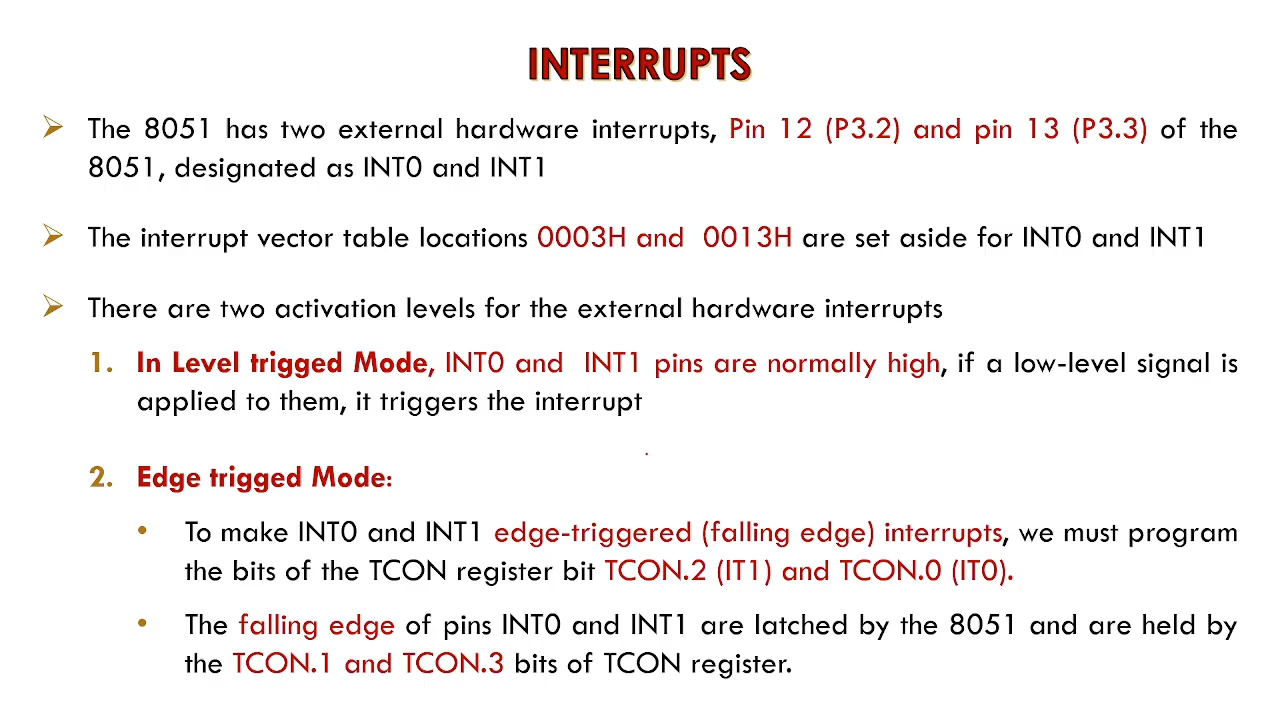 INTERRUPTS
The 8051 has two external hardware interrupts, Pin 12 (P3.2) and pin 13 (P3.3) of the
8051, designated as INT0 and INT1
The interrupt vector table locations 0003H and 0013H are set aside for INT0 and INT1
There are two activation levels for the external hardware interrupts
1. In Level trigged Mode, INT0 and INT1 pins are normally high, if a low-level signal is
applied to them, it triggers the interrupt
2. Edge trigged Mode:
• To make INT0 and INT1 edge-triggered (falling edge) interrupts, we must program
the bits of the TCON register bit TCON.2 (IT1) and TCON.0 (IT0).
• The falling edge of pins INT0 and INT1 are latched by the 8051 and are held by
the TCON.1 and TCON.3 bits of TCON register.